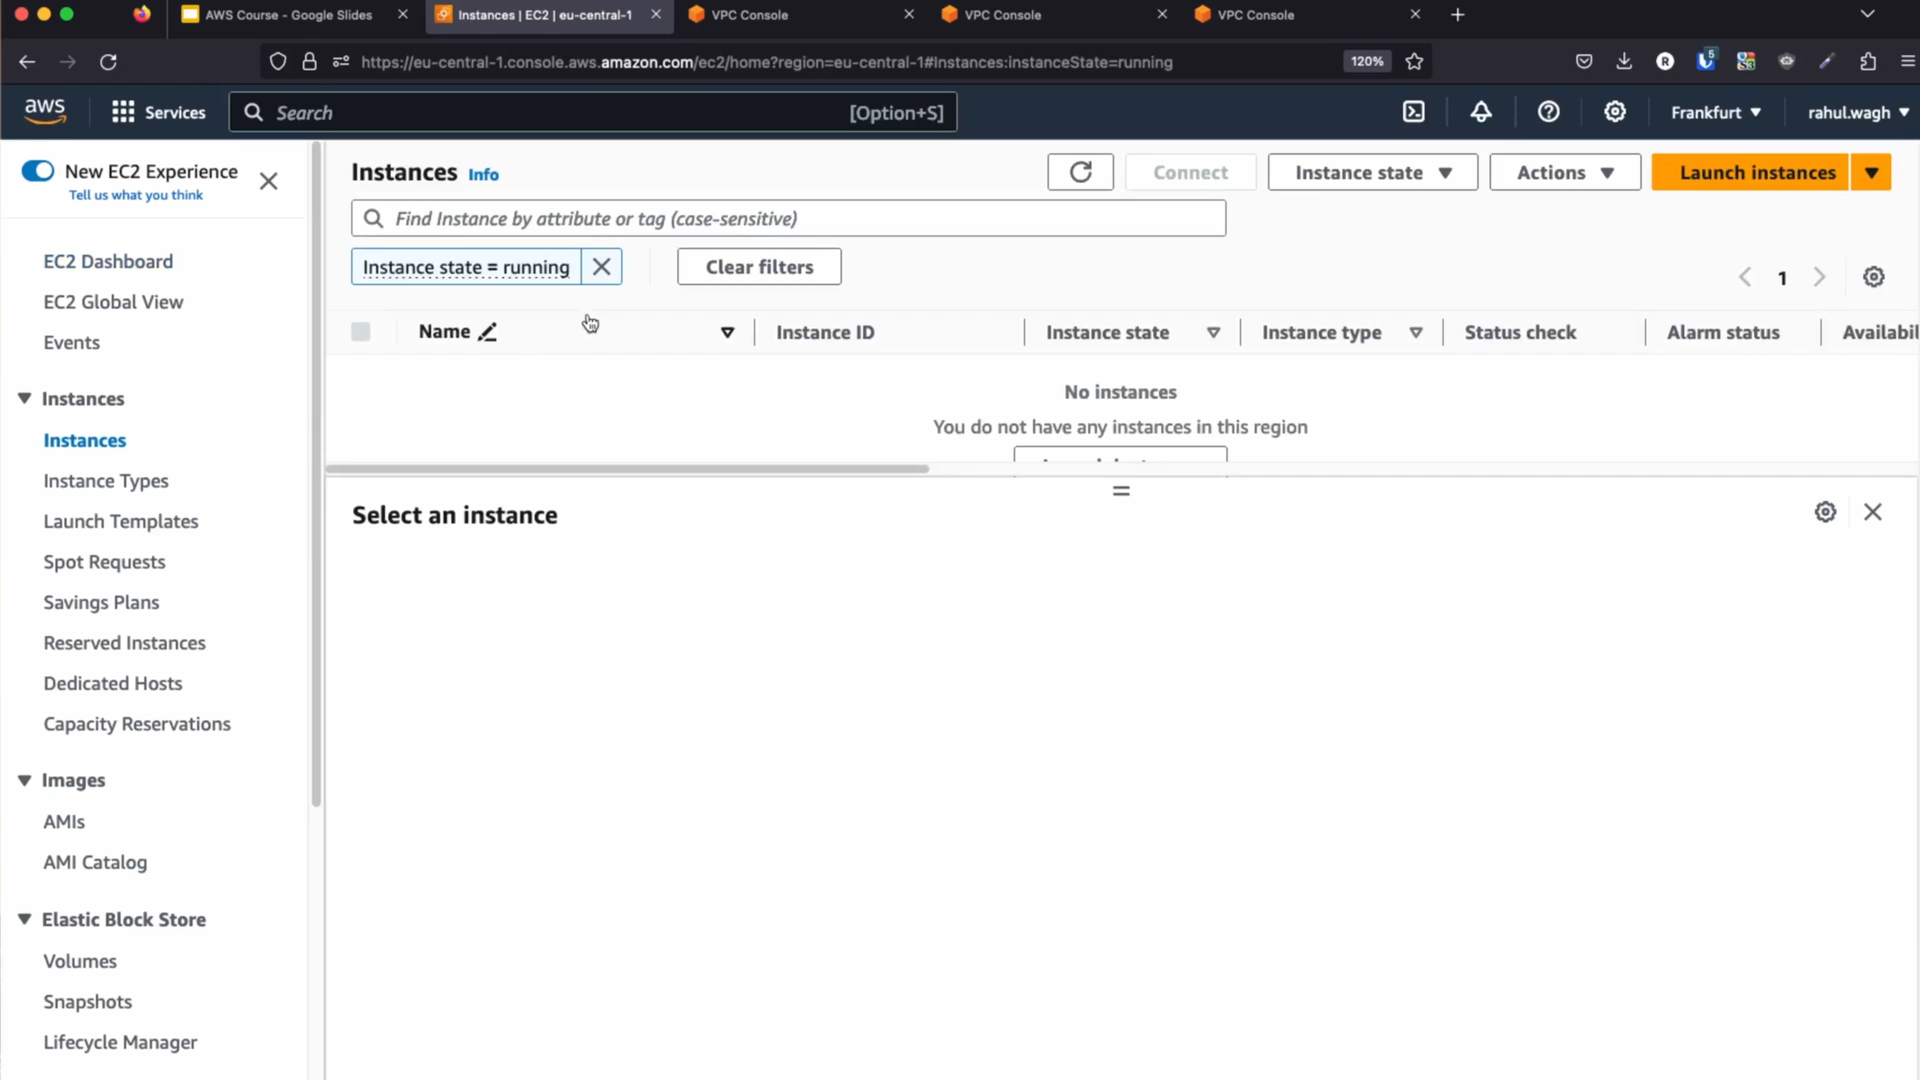 AWS Course - Google Slides
Instances | EC2 | eu-central-1
VPC Console
VPC Console
VPC Console
https://eu-central-1.console.aws.amazon.com/ec2/home?region=eu-central-1#Instances:instanceState=running
120%
R
5
aws
Services
Search
[Option+S]
Frankfurt
rahul.wagh
New EC2 Experience
Tell us what you think
EC2 Dashboard
EC2 Global View
Events
Instances
Instances
Instance Types
Launch Templates
Spot Requests
Savings Plans
Reserved Instances
Dedicated Hosts
Capacity Reservations
Images
AMIs
AMI Catalog
Elastic Block Store
Volumes
Snapshots
Lifecycle Manager
Instances Info
Connect
Instance state
Actions
Launch instances
Find Instance by attribute or tag (case-sensitive)
Instance state = running
Clear filters
1
Name
Instance ID
Instance state
Instance type
Status check
Alarm status
Availabil
No instances
You do not have any instances in this region
Select an instance